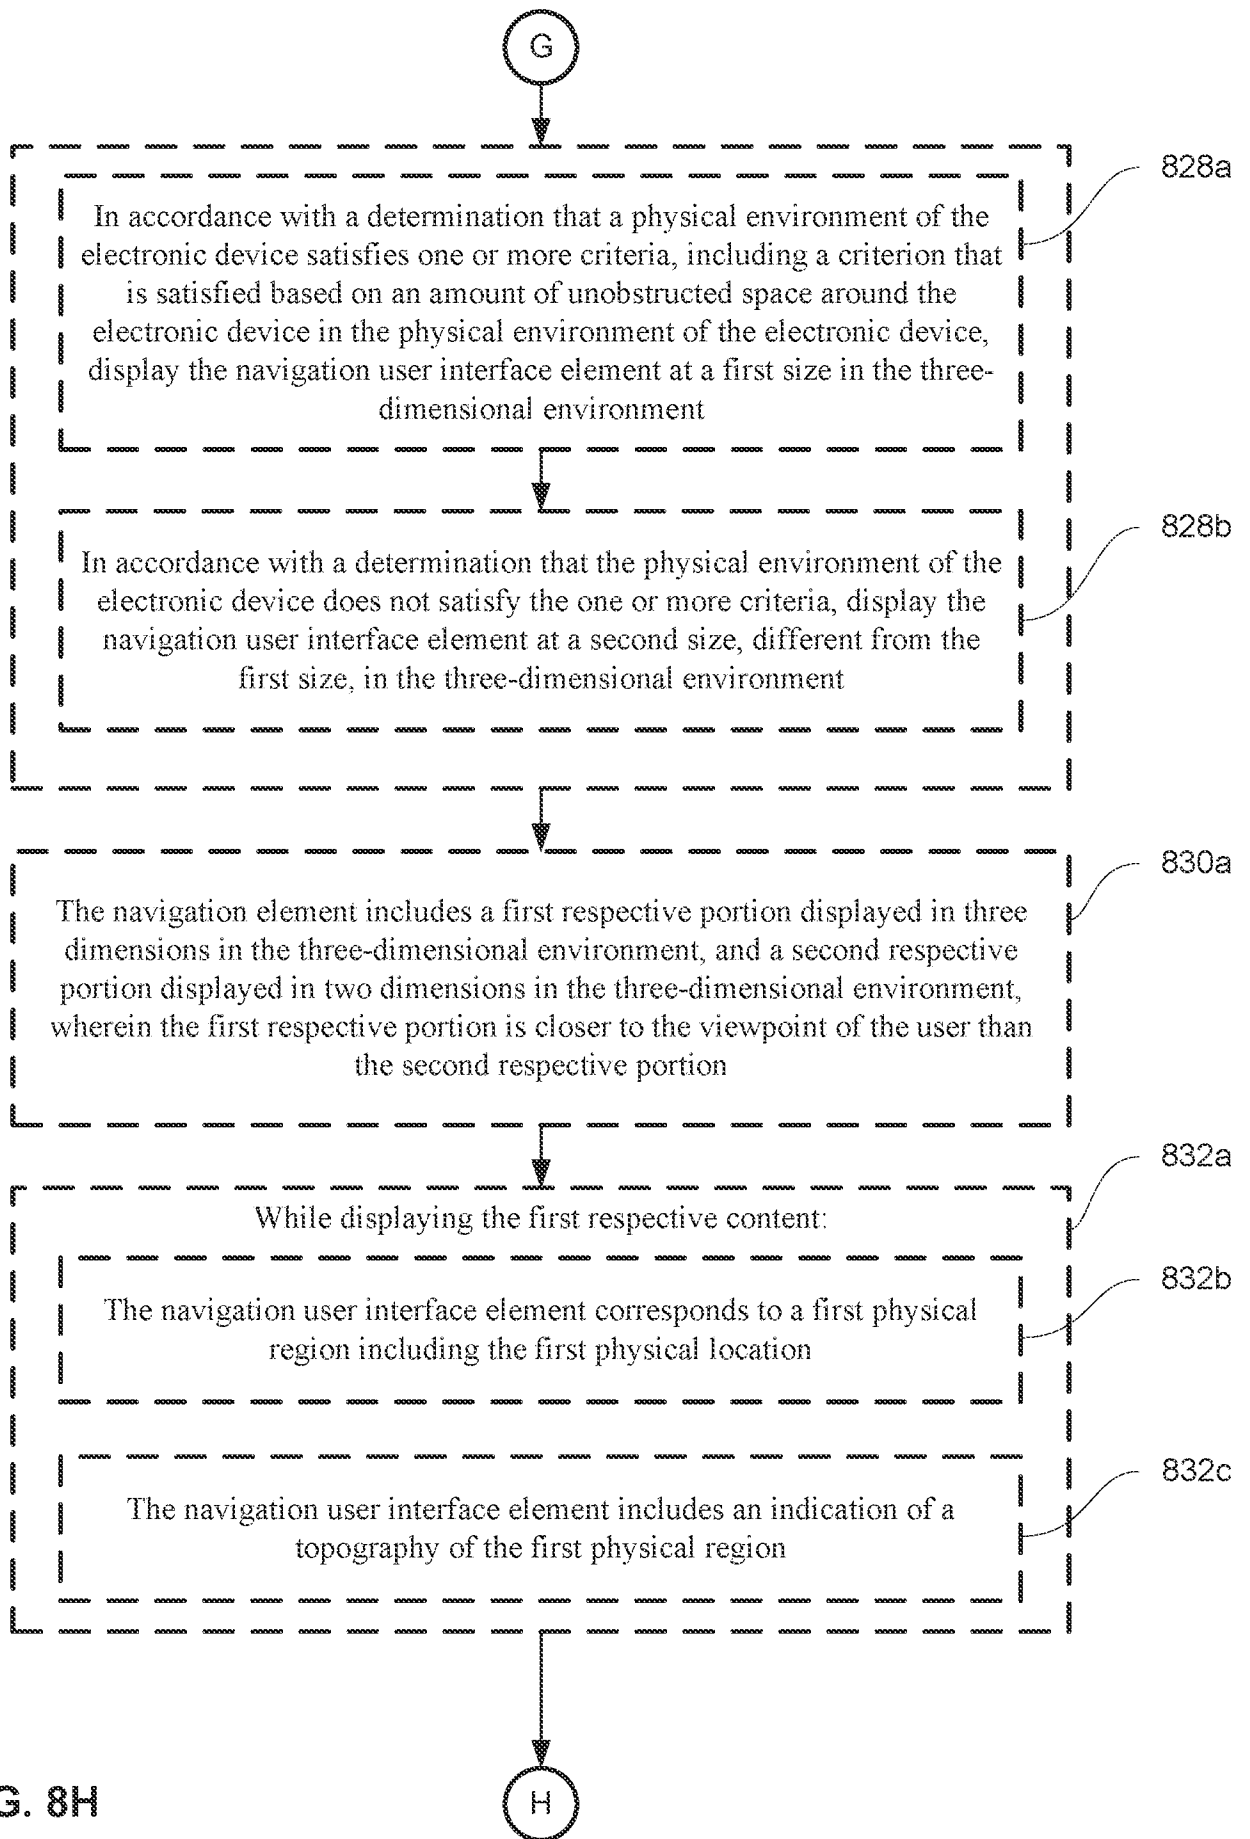 G
828a
In accordance with a determination that a physical environment of the
electronic device satisfies one or more criteria, including a criterion that
is satisfied based on an amount of unobstructed space around the
electronic device in the physical environment of the electronic device,
display the navigation user interface element at a first size in the three-
dimensional environment
828b
In accordance with a determination that the physical environment of the
electronic device does not satisfy the one or more criteria, display the
navigation user interface element at a second size, different from the
first size, in the three-dimensional environment
830a
The navigation element includes a first respective portion displayed in three
dimensions in the three-dimensional environment, and a second respective
portion displayed in two dimensions in the three-dimensional environment,
wherein the first respective portion is closer to the viewpoint of the user than
the second respective portion
832a
While displaying the first respective content:
832b
The navigation user interface element corresponds to a first physical
region including the first physical location
832c
The navigation user interface element includes an indication of a
topography of the first physical region
G. 8H
H